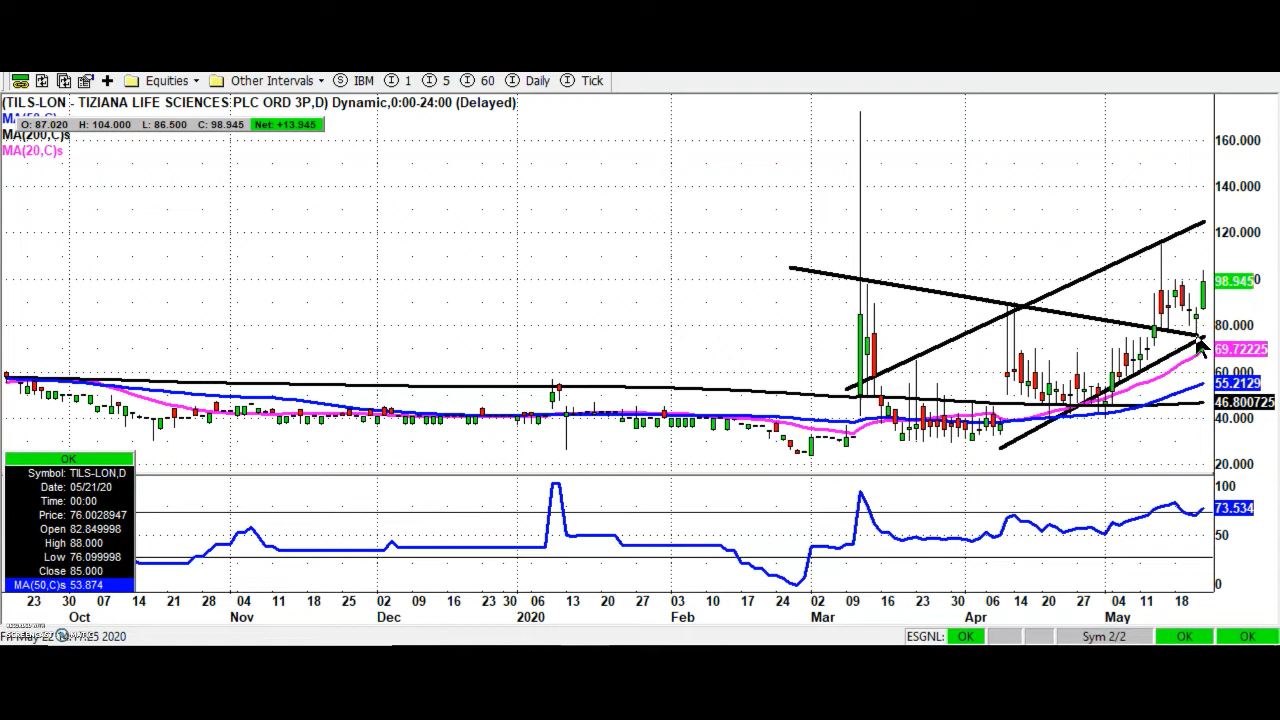 Equities Other Intervals IBM 1 5 60 Daily Tick
(TILS-LON - TIZIANA LIFE SCIENCES PLC ORD 3P,D) Dynamic,0:00-24:00 (Delayed)
O: 87.020 H: 104.000 L: 86.500 C: 98.945 Net: +13.945
MA(200,C)s
MA(20,C)s
160.000
140.000
120.000
98.945
80.000
69.72225
60.000
55.2129
46.800725
40.000
20.000
OK
Symbol: TILS-LON,D
Date: 05/21/20
Time: 00:00
Price: 76.0028947
Open 82.849998
High 88.000
Low 76.099998
Close 85.000
MA(50,C)s 53.874
100
73.534
50
0
23 30 07 14 21 28 04 11 18 25 02 09 16 23 30 06 13 20 27 03 10 17 24 02 09 16 23 30 06 14 20 27 04 11 18
Oct Nov Dec 2020 Feb Mar Apr May
2020 ESGNL: OK Sym 2/2 OK OK